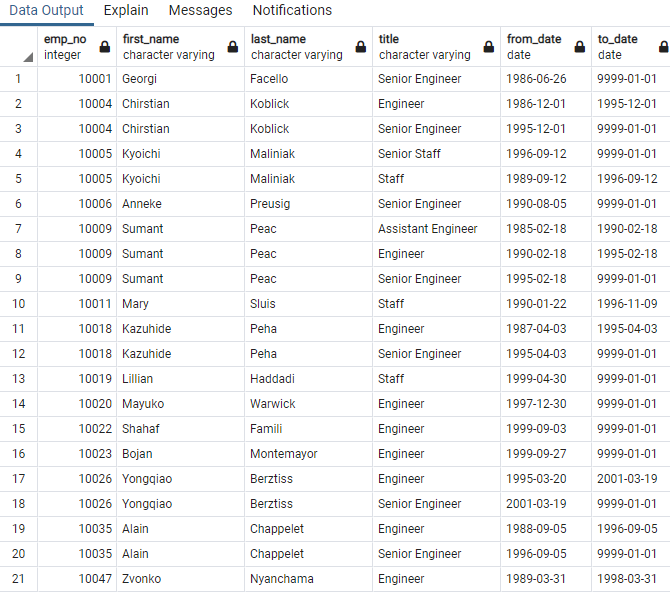 Data Output Explain Messages Notifications
emp_no first_name last_name title from_date to_date
integer character varying character varying character varying date date
1 10001 Georgi Facello Senior Engineer 1986-06-26 9999-01-01
2 10004 Chirstian Koblick Engineer 1986-12-01 1995-12-01
3 10004 Chirstian Koblick Senior Engineer 1995-12-01 9999-01-01
4 10005 Kyoichi Maliniak Senior Staff 1996-09-12 9999-01-01
5 10005 Kyoichi Maliniak Staff 1989-09-12 1996-09-12
6 10006 Anneke Preusig Senior Engineer 1990-08-05 9999-01-01
7 10009 Sumant Peac Assistant Engineer 1985-02-18 1990-02-18
8 10009 Sumant Peac Engineer 1990-02-18 1995-02-18
9 10009 Sumant Peac Senior Engineer 1995-02-18 9999-01-01
10 10011 Mary Sluis Staff 1990-01-22 1996-11-09
11 10018 Kazuhide Peha Engineer 1987-04-03 1995-04-03
12 10018 Kazuhide Peha Senior Engineer 1995-04-03 9999-01-01
13 10019 Lillian Haddadi Staff 1999-04-30 9999-01-01
14 10020 Mayuko Warwick Engineer 1997-12-30 9999-01-01
15 10022 Shahaf Famili Engineer 1999-09-03 9999-01-01
16 10023 Bojan Montemayor Engineer 1999-09-27 9999-01-01
17 10026 Yongqiao Berztiss Engineer 1995-03-20 2001-03-19
18 10026 Yongqiao Berztiss Senior Engineer 2001-03-19 9999-01-01
19 10035 Alain Chappelet Engineer 1988-09-05 1996-09-05
20 10035 Alain Chappelet Senior Engineer 1996-09-05 9999-01-01
21 10047 Zvonko Nyanchama Engineer 1989-03-31 1998-03-31